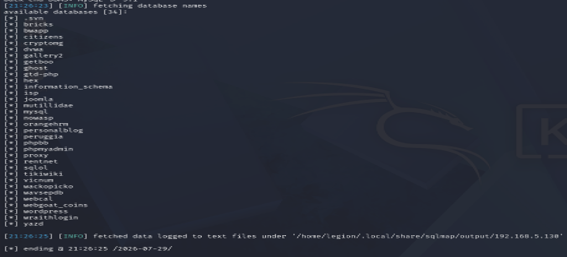 [21:26:23] [INFO] fetching database names
available databases [34]:
[*] .svn
[*] bricks
[*] bwapp
[*] citizens
[*] cryptomg
[*] dvwa
[*] gallery2
[*] getboo
[*] ghost
[*] gtd-php
[*] hex
[*] information_schema
[*] isp
[*] joomla
[*] mutillidae
[*] mysql
[*] nowasp
[*] orangehrm
[*] personalblog
[*] peruggia
[*] phpbb
[*] phpmyadmin
[*] proxy
[*] rentnet
[*] sqlol
[*] tikiwiki
[*] vicnum
[*] wackopicko
[*] wavsepdb
[*] webcal
[*] webgoat_coins
[*] wordpress
[*] wraithlogin
[*] yazd
[21:26:25] [INFO] fetched data logged to text files under '/home/legion/.local/share/sqlmap/output/192.168.5.138'
[*] ending @ 21:26:25 /2026-07-29/